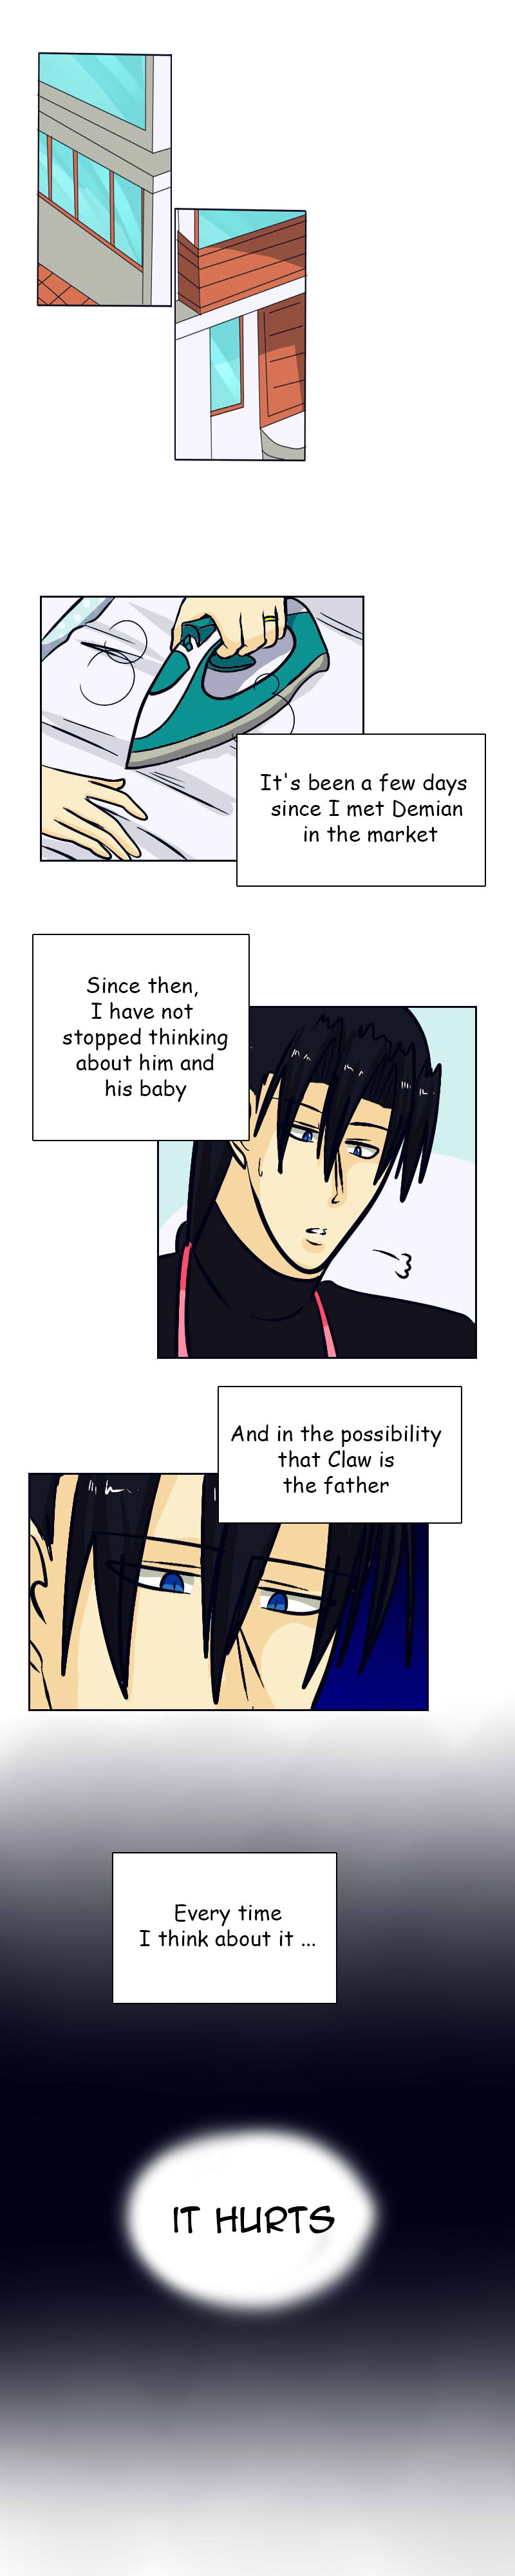 It's been a few days
since I met Demian
in the market
Since then,
I have not
stopped thinking
about him and
his baby
And in the possibility
that Claw is
the father
Every time
I think about it ...
IT HURTS